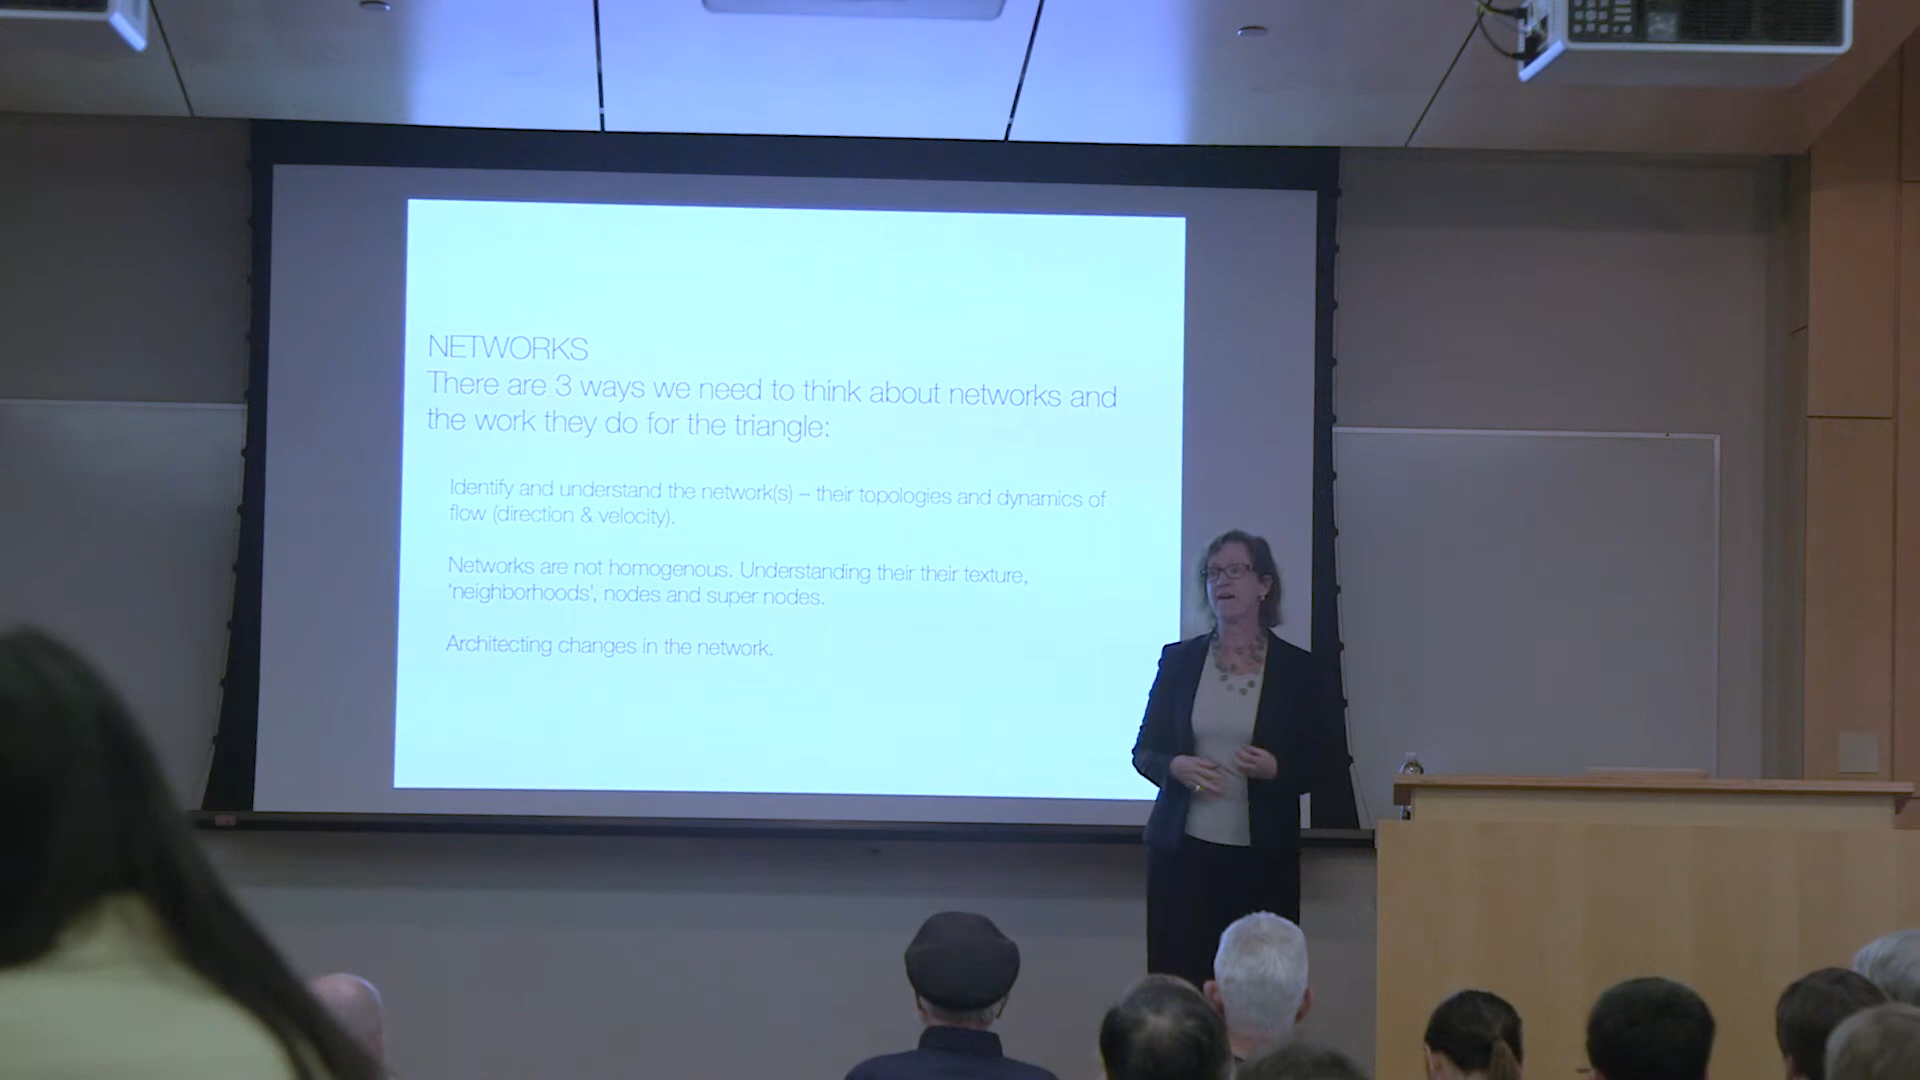 NETWORKS
There are 3 ways we need to think about networks and
the work they do for the triangle:
Identify and understand the network(s) – their topologies and dynamics of
flow (direction & velocity).
Networks are not homogenous. Understanding their their texture,
‘neighborhoods’, nodes and super nodes.
Architecting changes in the network.